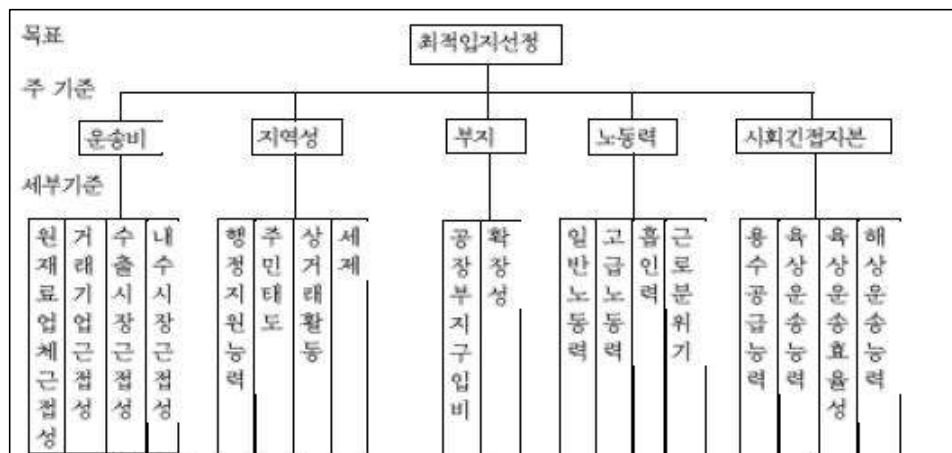 목표
최적입지선정
주 기준
운송비
지역성
부지
노동력
시회긴접자본
세부기준
원재료업체근접성
거래기업근접성
수출시장근접성
내수시장근접성
행정지원능력
주민태도
상거래활동
세제
공장부지구입비
확장성
일반노동력
고급노동력
흡인력
근로분위기
용수공급능력
육상운송능력
육상운송효율성
해상운송능력